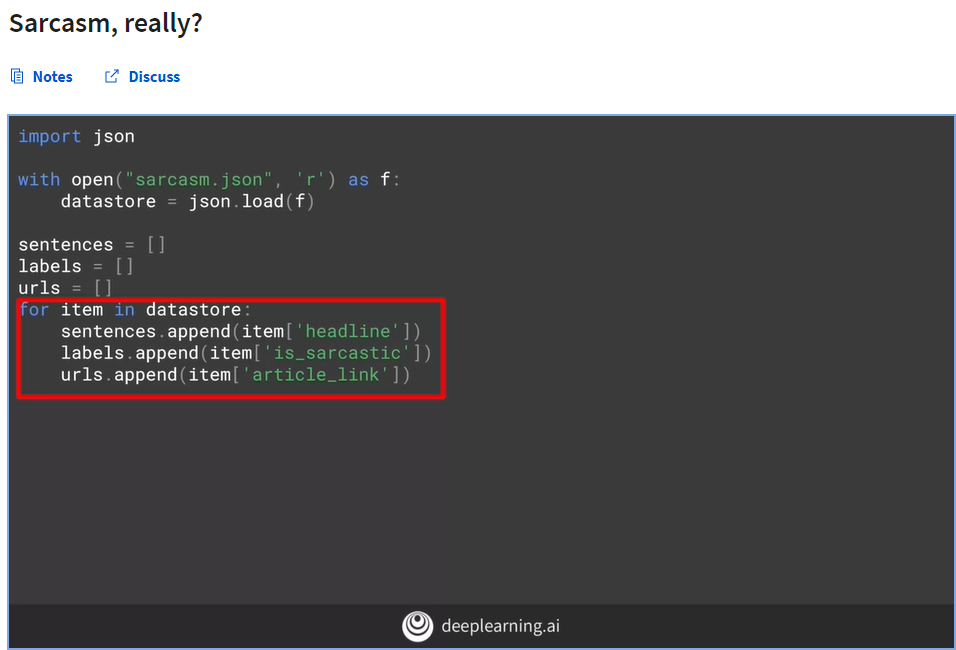 Sarcasm, really?
Notes
Discuss
import json
with open("sarcasm.json", 'r') as f:
    datastore = json.load(f)
sentences = []
labels = []
urls = []
for item in datastore:
    sentences.append(item['headline'])
    labels.append(item['is_sarcastic'])
    urls.append(item['article_link'])
deeplearning.ai